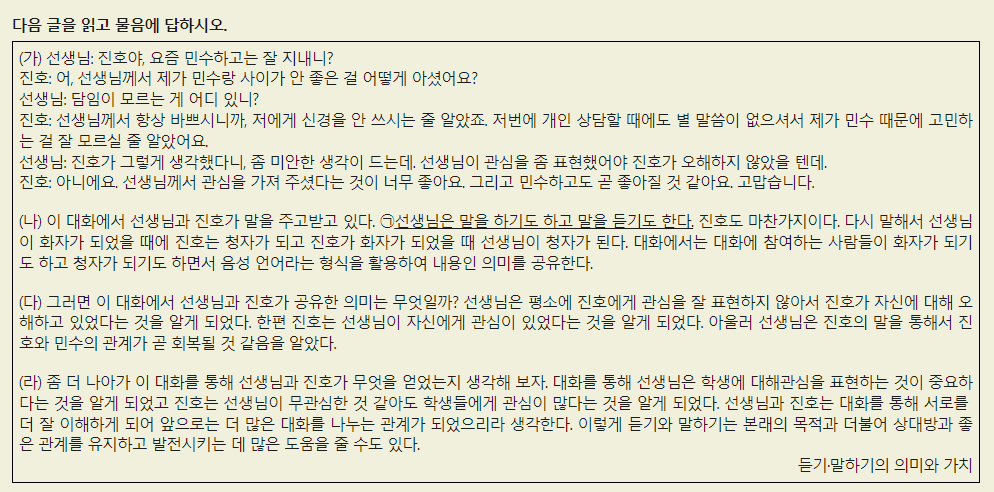 다음 글을 읽고 물음에 답하시오.
(가) 선생님: 진호야, 요즘 민수하고는 잘 지내니?
진호: 어, 선생님께서 제가 민수랑 사이가 안 좋은 걸 어떻게 아셨어요?
선생님: 담임이 모르는 게 어디 있니?
진호: 선생님께서 항상 바쁘시니까, 저에게 신경을 안 쓰시는 줄 알았죠. 저번에 개인 상담할 때에도 별 말씀이 없으셔서 제가 민수 때문에 고민하
는 걸 잘 모르실 줄 알았어요.
선생님: 진호가 그렇게 생각했다니, 좀 미안한 생각이 드는데. 선생님이 관심을 좀 표현했어야 진호가 오해하지 않았을 텐데.
진호: 아니에요. 선생님께서 관심을 가져 주셨다는 것이 너무 좋아요. 그리고 민수하고도 곧 좋아질 것 같아요. 고맙습니다.
(나) 이 대화에서 선생님과 진호가 말을 주고받고 있다. ㉠선생님은 말을 하기도 하고 말을 듣기도 한다. 진호도 마찬가지이다. 다시 말해서 선생님
이 화자가 되었을 때에 진호는 청자가 되고 진호가 화자가 되었을 때 선생님이 청자가 된다. 대화에서는 대화에 참여하는 사람들이 화자가 되기
도 하고 청자가 되기도 하면서 음성 언어라는 형식을 활용하여 내용인 의미를 공유한다.
(다) 그러면 이 대화에서 선생님과 진호가 공유한 의미는 무엇일까? 선생님은 평소에 진호에게 관심을 잘 표현하지 않아서 진호가 자신에 대해 오
해하고 있었다는 것을 알게 되었다. 한편 진호는 선생님이 자신에게 관심이 있었다는 것을 알게 되었다. 아울러 선생님은 진호의 말을 통해서 진
호와 민수의 관계가 곧 회복될 것 같음을 알았다.
(라) 좀 더 나아가 이 대화를 통해 선생님과 진호가 무엇을 얻었는지 생각해 보자. 대화를 통해 선생님은 학생에 대해관심을 표현하는 것이 중요하
다는 것을 알게 되었고 진호는 선생님이 무관심한 것 같아도 학생들에게 관심이 많다는 것을 알게 되었다. 선생님과 진호는 대화를 통해 서로를
더 잘 이해하게 되어 앞으로는 더 많은 대화를 나누는 관계가 되었으리라 생각한다. 이렇게 듣기와 말하기는 본래의 목적과 더불어 상대방과 좋
은 관계를 유지하고 발전시키는 데 많은 도움을 줄 수도 있다.
듣기·말하기의 의미와 가치